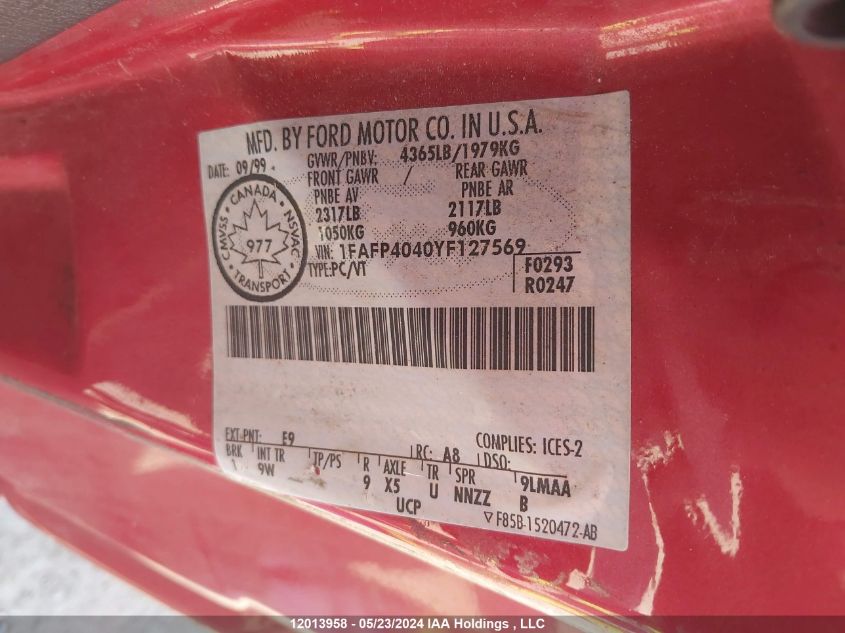 MFD. BY FORD MOTOR CO. IN U.S.A.
DATE: 09/99
GVWR/PNBV: 4365LB/1979KG
FRONT GAWR / REAR GAWR
PNBE AV PNBE AR
2317LB 2117LB
1050KG 960KG
VIN: 1FAFP4040YF127569
TYPE:PC/VT
F0293
R0247
CMVSS CANADA NSVAC
977
TRANSPORT
EXT PNT: E9 RC: A8 COMPLIES: ICES-2
BRK INT TR TP/PS R AXLE TR SPR DSO:
1 9W 9 X5 U NNZZ 9LMAA
B
UCP
F85B-1520472-AB
12013958 - 05/23/2024 IAA Holdings , LLC